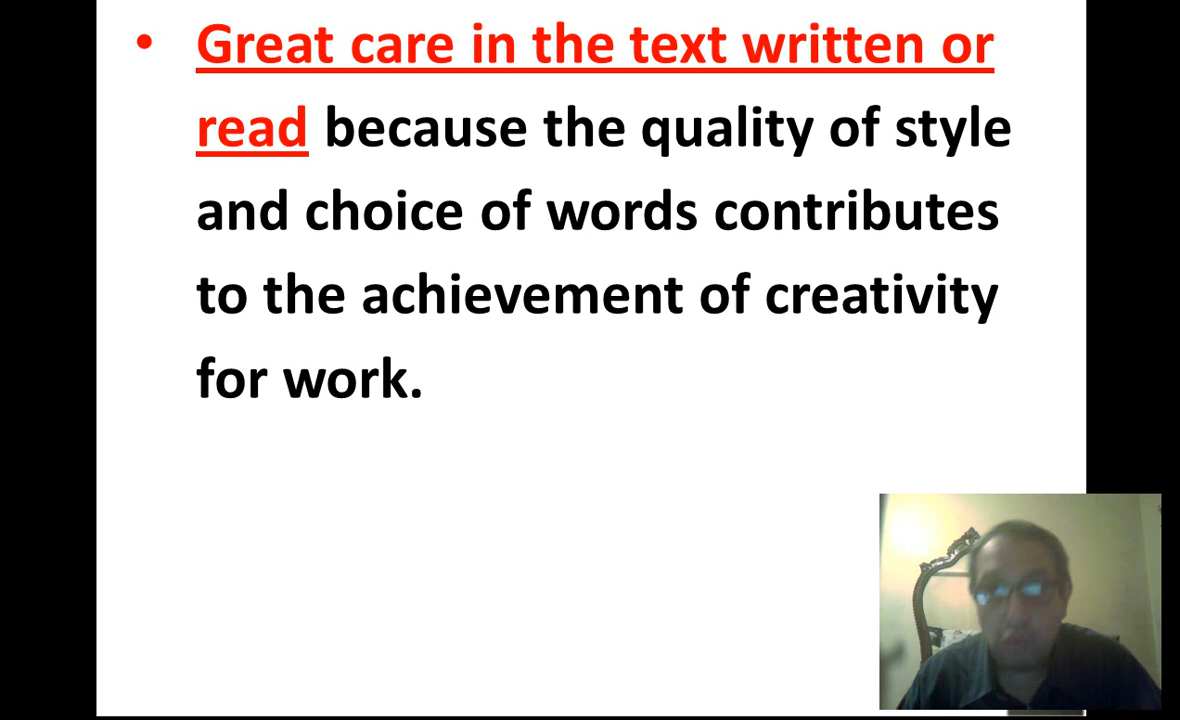 • Great care in the text written or
read because the quality of style
and choice of words contributes
to the achievement of creativity
for work.